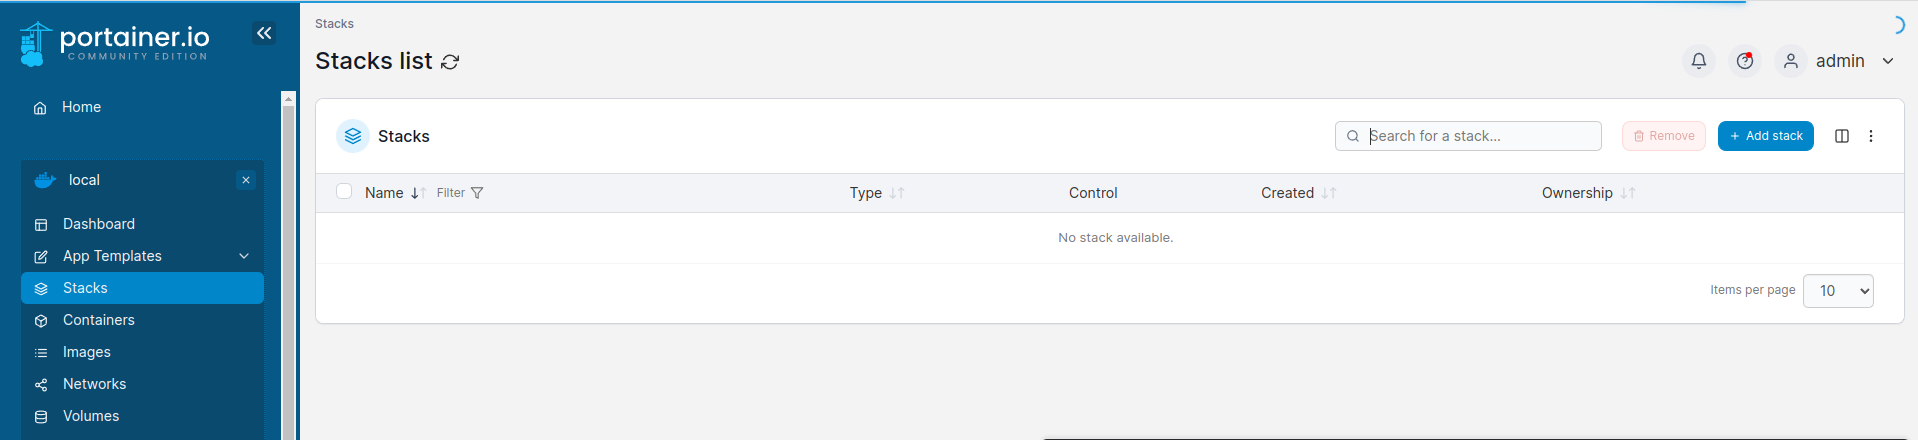 portainer.io
COMMUNITY EDITION
Home
local
Dashboard
App Templates
Stacks
Containers
Images
Networks
Volumes
Stacks
Stacks list
admin
Stacks
Search for a stack...
Remove
Add stack
Name Filter Type Control Created Ownership
No stack available.
Items per page 10